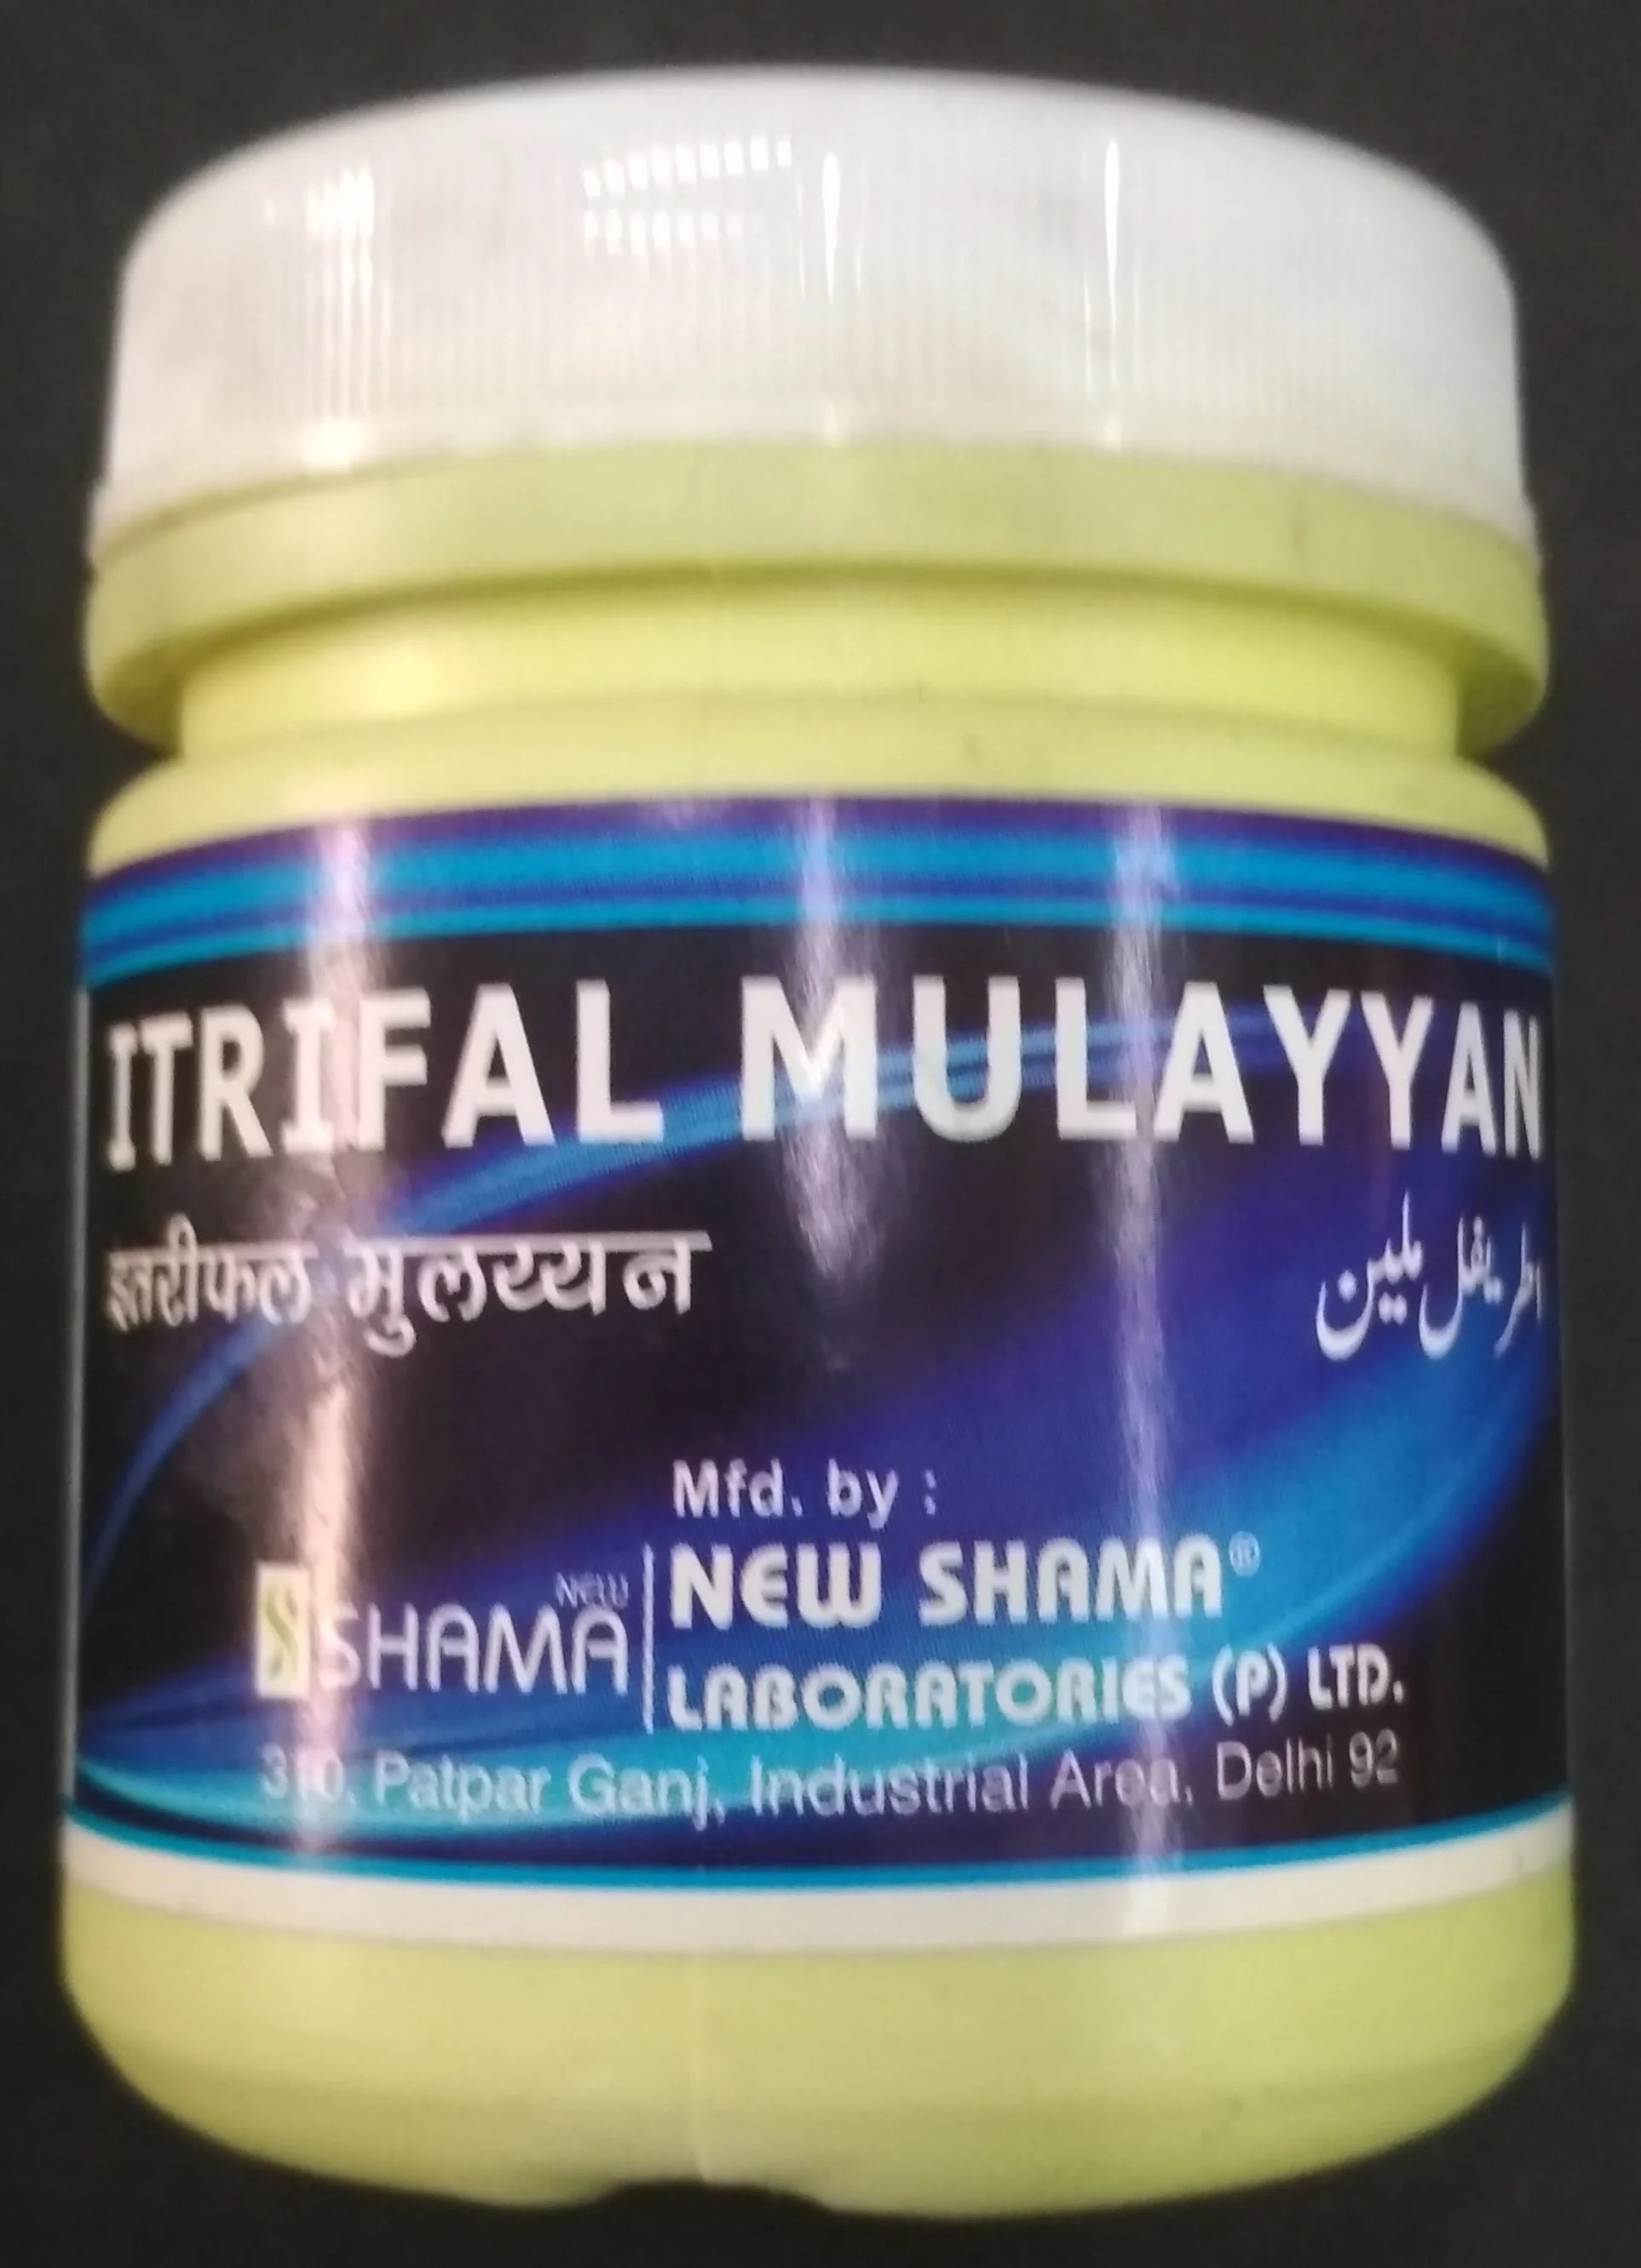 ITRIFAL MULAYYAN
इतरीफल मुलय्यन
اطریفل ملین
Mfd. by :
NEW
SHAMA
NEW SHAMA®
LABORATORIES (P) LTD.
310, Patpar Ganj, Industrial Area, Delhi 92